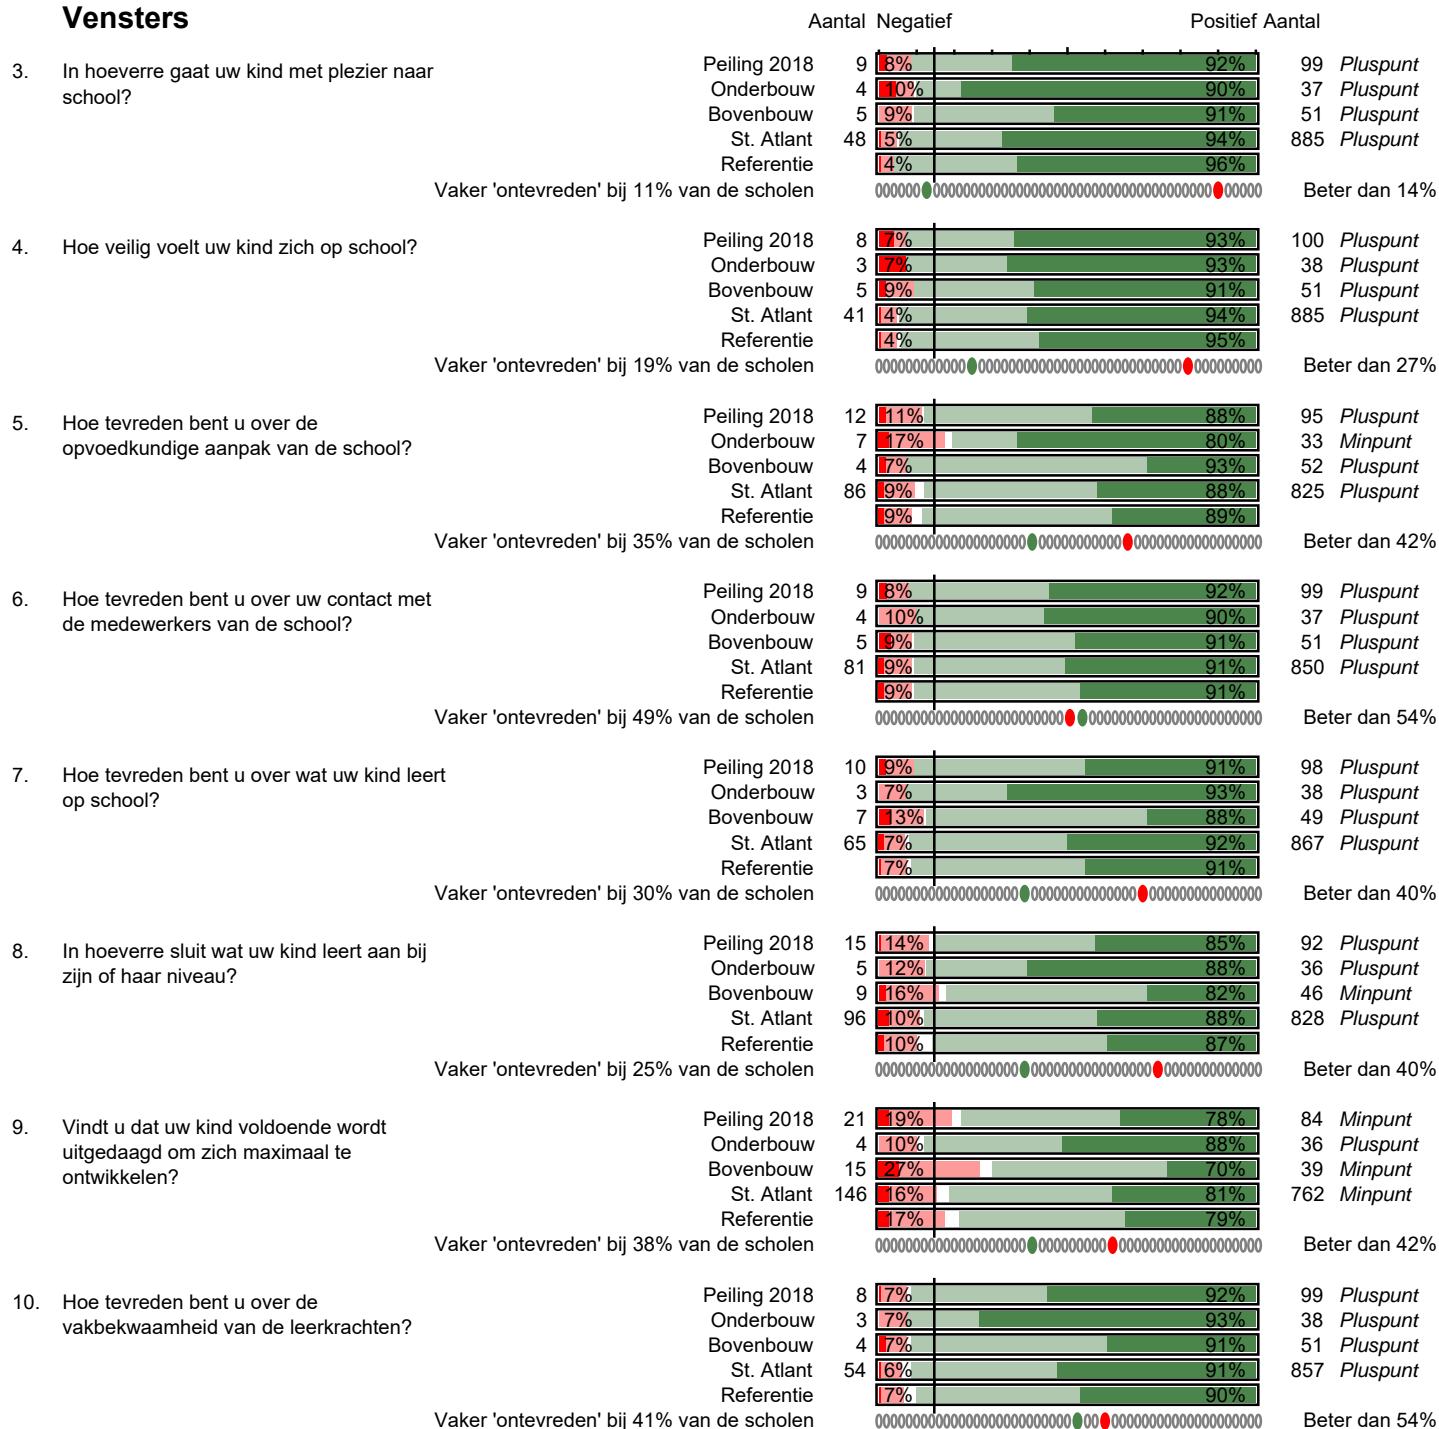 Vensters
Aantal Negatief Positief Aantal
3. In hoeverre gaat uw kind met plezier naar
school?
Peiling 2018 9 8% 92% 99 Pluspunt
Onderbouw 4 10% 90% 37 Pluspunt
Bovenbouw 5 9% 91% 51 Pluspunt
St. Atlant 48 5% 94% 885 Pluspunt
Referentie 4% 96%
Vaker 'ontevreden' bij 11% van de scholen Beter dan 14%
4. Hoe veilig voelt uw kind zich op school?
Peiling 2018 8 7% 93% 100 Pluspunt
Onderbouw 3 7% 93% 38 Pluspunt
Bovenbouw 5 9% 91% 51 Pluspunt
St. Atlant 41 4% 94% 885 Pluspunt
Referentie 4% 95%
Vaker 'ontevreden' bij 19% van de scholen Beter dan 27%
5. Hoe tevreden bent u over de
opvoedkundige aanpak van de school?
Peiling 2018 12 11% 88% 95 Pluspunt
Onderbouw 7 17% 80% 33 Minpunt
Bovenbouw 4 7% 93% 52 Pluspunt
St. Atlant 86 9% 88% 825 Pluspunt
Referentie 9% 89%
Vaker 'ontevreden' bij 35% van de scholen Beter dan 42%
6. Hoe tevreden bent u over uw contact met
de medewerkers van de school?
Peiling 2018 9 8% 92% 99 Pluspunt
Onderbouw 4 10% 90% 37 Pluspunt
Bovenbouw 5 9% 91% 51 Pluspunt
St. Atlant 81 9% 91% 850 Pluspunt
Referentie 9% 91%
Vaker 'ontevreden' bij 49% van de scholen Beter dan 54%
7. Hoe tevreden bent u over wat uw kind leert
op school?
Peiling 2018 10 9% 91% 98 Pluspunt
Onderbouw 3 7% 93% 38 Pluspunt
Bovenbouw 7 13% 88% 49 Pluspunt
St. Atlant 65 7% 92% 867 Pluspunt
Referentie 7% 91%
Vaker 'ontevreden' bij 30% van de scholen Beter dan 40%
8. In hoeverre sluit wat uw kind leert aan bij
zijn of haar niveau?
Peiling 2018 15 14% 85% 92 Pluspunt
Onderbouw 5 12% 88% 36 Pluspunt
Bovenbouw 9 16% 82% 46 Minpunt
St. Atlant 96 10% 88% 828 Pluspunt
Referentie 10% 87%
Vaker 'ontevreden' bij 25% van de scholen Beter dan 40%
9. Vindt u dat uw kind voldoende wordt
uitgedaagd om zich maximaal te
ontwikkelen?
Peiling 2018 21 19% 78% 84 Minpunt
Onderbouw 4 10% 88% 36 Pluspunt
Bovenbouw 15 27% 70% 39 Minpunt
St. Atlant 146 16% 81% 762 Minpunt
Referentie 17% 79%
Vaker 'ontevreden' bij 38% van de scholen Beter dan 42%
10. Hoe tevreden bent u over de
vakbekwaamheid van de leerkrachten?
Peiling 2018 8 7% 92% 99 Pluspunt
Onderbouw 3 7% 93% 38 Pluspunt
Bovenbouw 4 7% 91% 51 Pluspunt
St. Atlant 54 6% 91% 857 Pluspunt
Referentie 7% 90%
Vaker 'ontevreden' bij 41% van de scholen Beter dan 54%